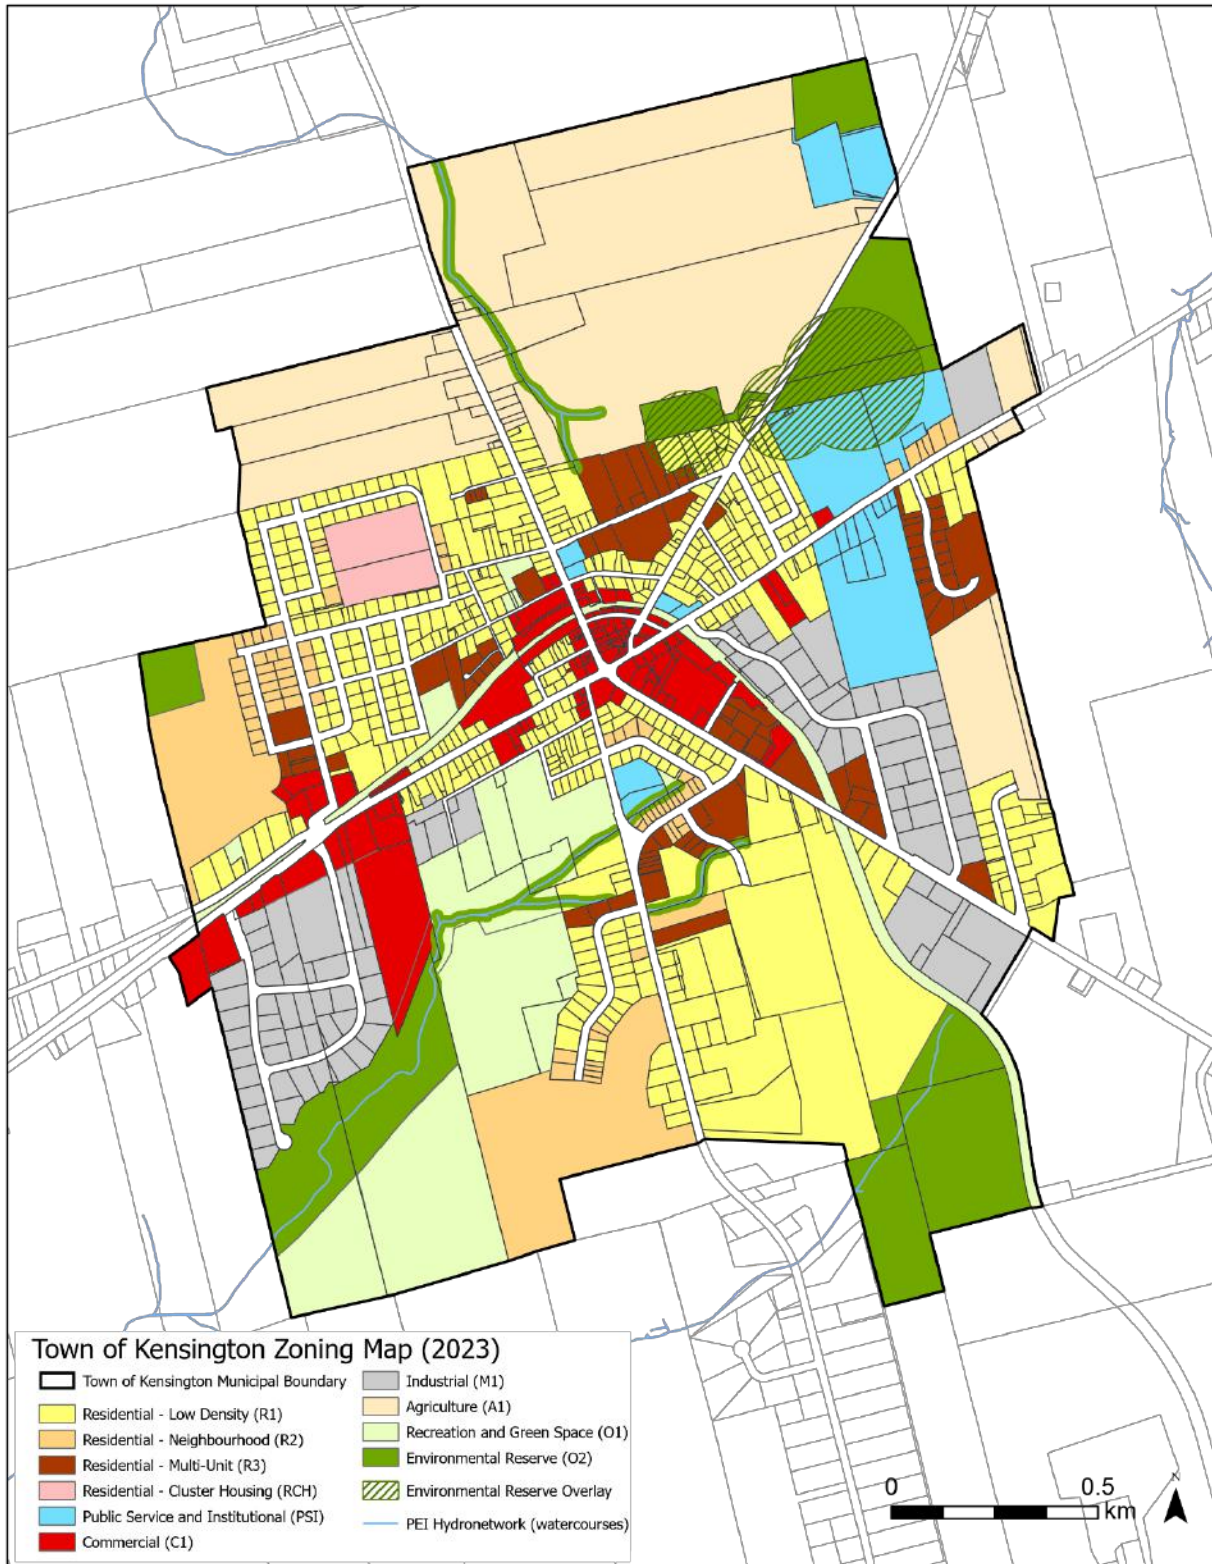 Town of Kensington Zoning Map (2023)
Town of Kensington Municipal Boundary
Residential - Low Density (R1)
Residential - Neighbourhood (R2)
Residential - Multi-Unit (R3)
Residential - Cluster Housing (RCH)
Public Service and Institutional (PSI)
Commercial (C1)
Industrial (M1)
Agriculture (A1)
Recreation and Green Space (O1)
Environmental Reserve (O2)
Environmental Reserve Overlay
PEI Hydronetwork (watercourses)
0 0.5
km
N